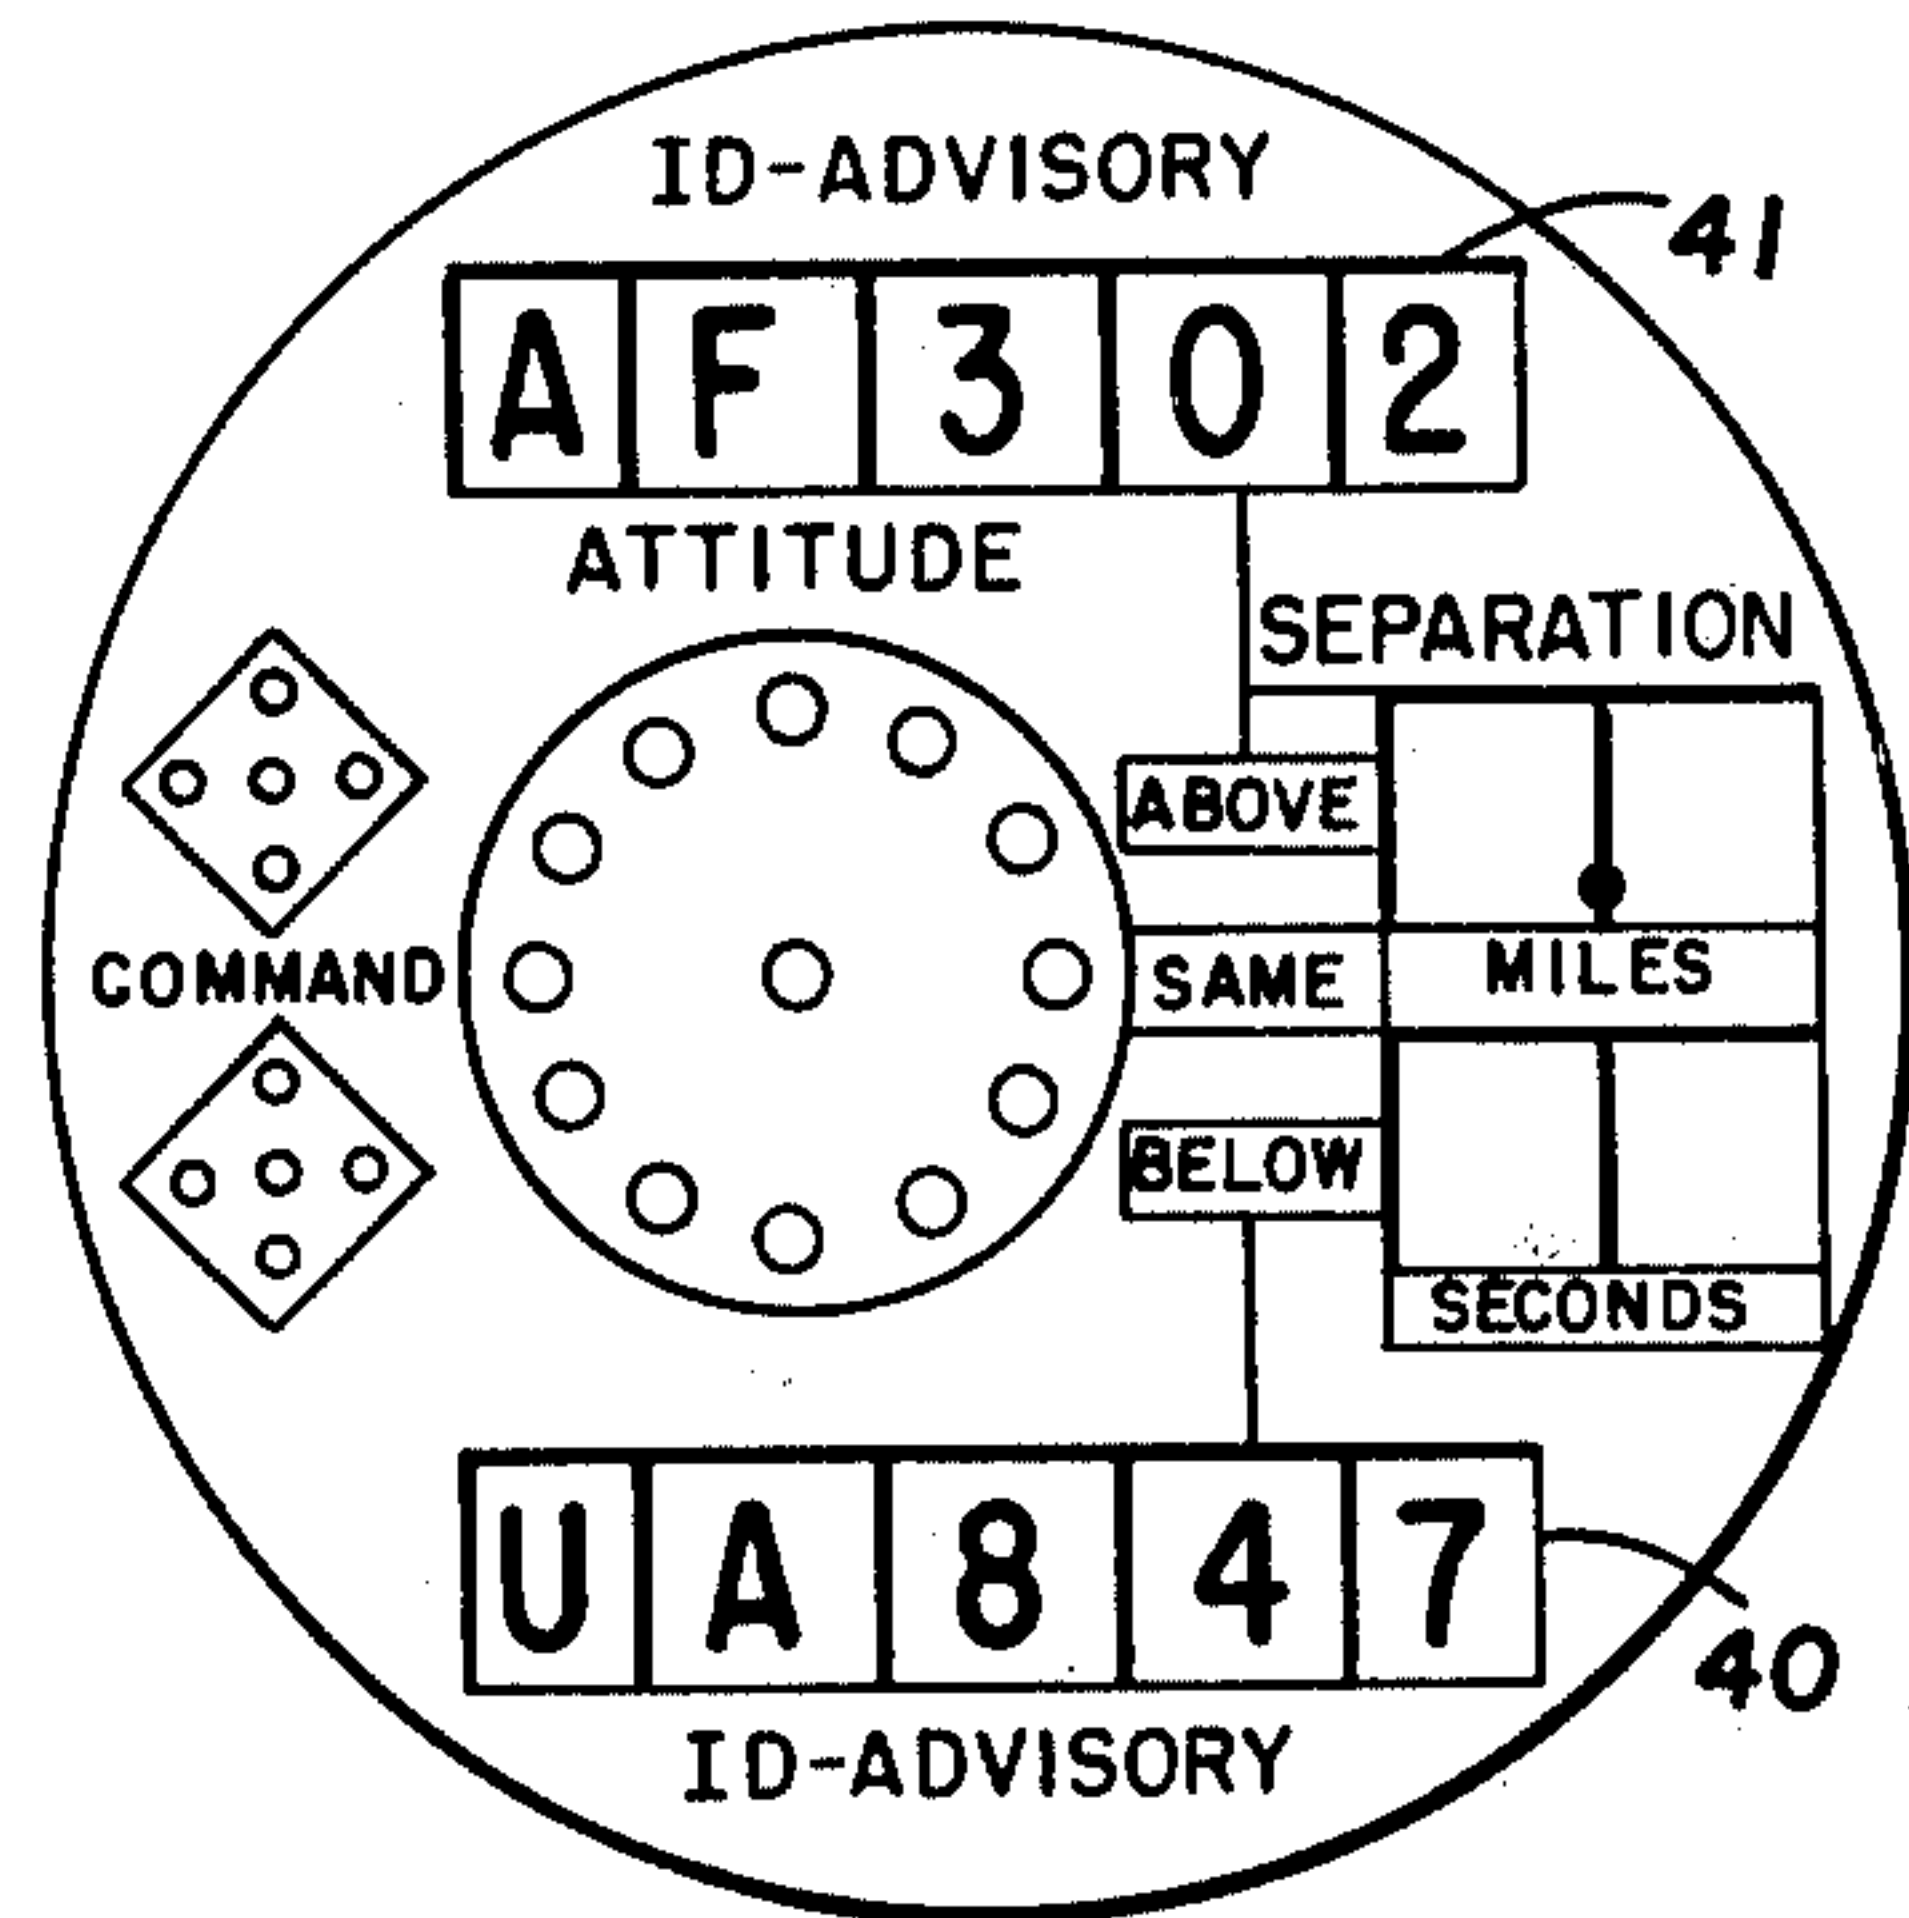 ID-ADVISORY
41
AF302
ATTITUDE
SEPARATION
ABOVE
COMMAND
SAME
MILES
BELOW
SECONDS
UA847
40
ID-ADVISORY